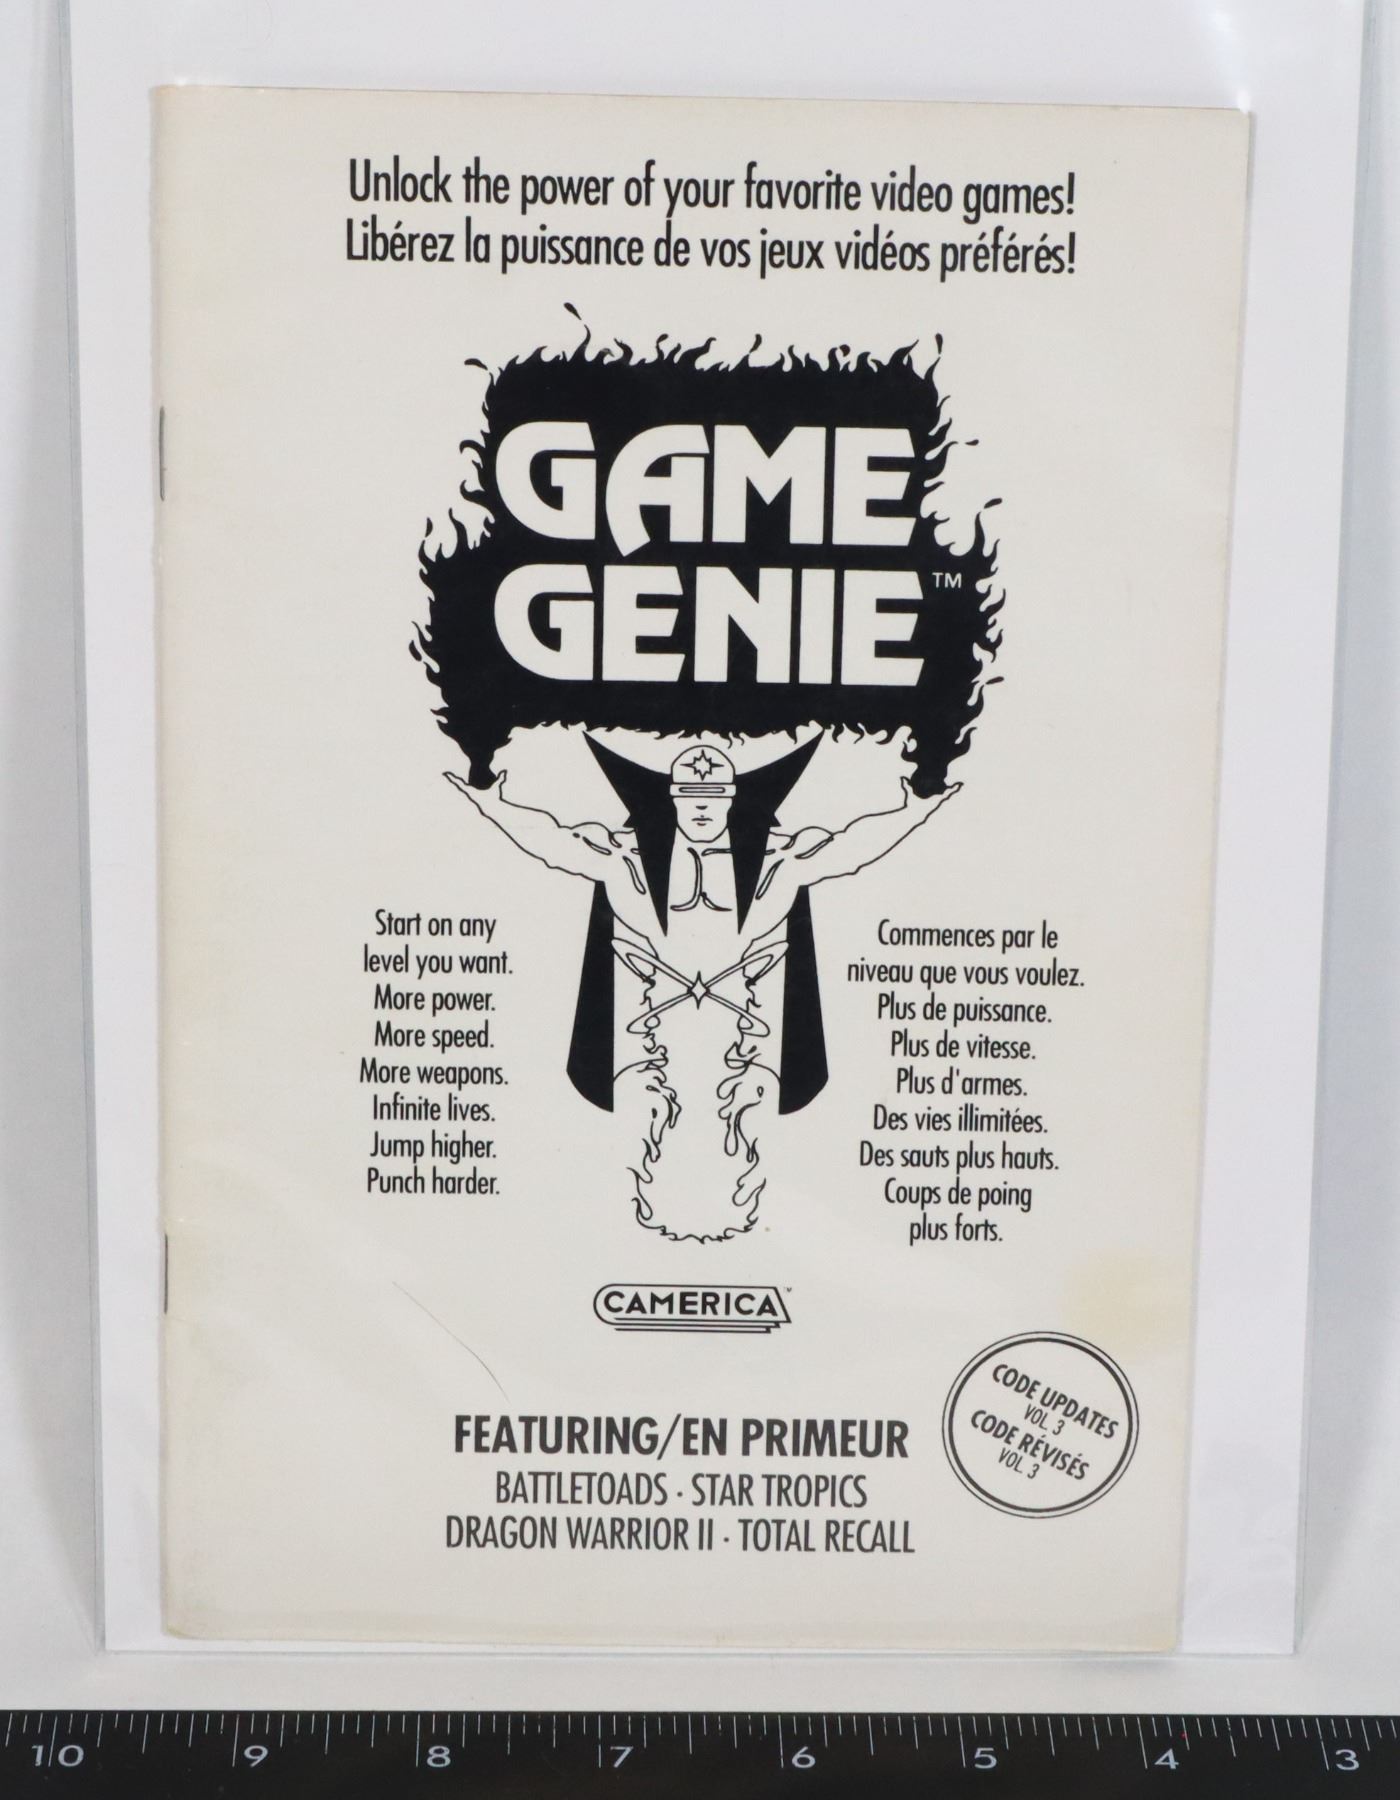 Unlock the power of your favorite video games!
Libérez la puissance de vos jeux vidéos préférés!
GAME
GENIE™
Start on any
level you want.
More power.
More speed.
More weapons.
Infinite lives.
Jump higher.
Punch harder.
Commences par le
niveau que vous voulez.
Plus de puissance.
Plus de vitesse.
Plus d'armes.
Des vies illimitées.
Des sauts plus hauts.
Coups de poing
plus forts.
CAMERICA™
CODE UPDATES
VOL. 3
CODE RÉVISÉS
VOL. 3
FEATURING/EN PRIMEUR
BATTLETOADS · STAR TROPICS
DRAGON WARRIOR II · TOTAL RECALL
10 9 8 7 6 5 4 3